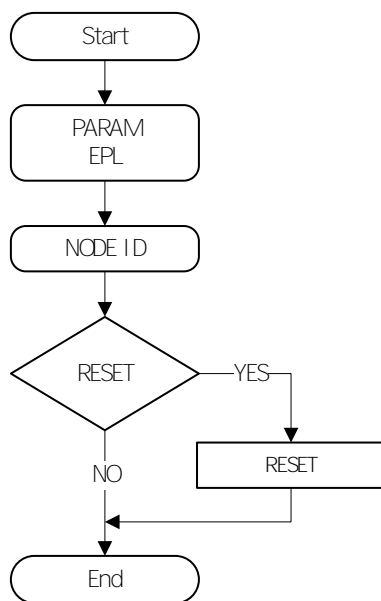 Start
PARAM
EPL
NODE ID
RESET
YES
RESET
NO
End